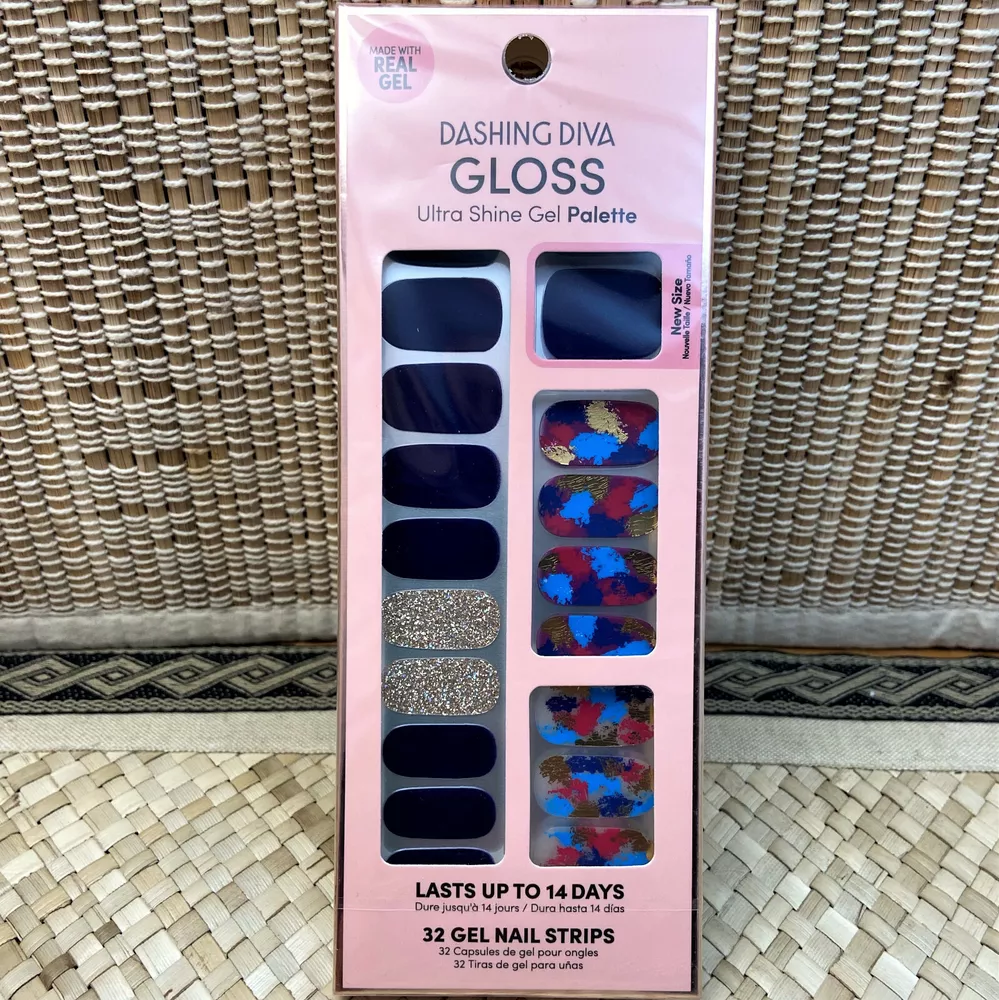 MADE WITH
REAL
GEL
DASHING DIVA
GLOSS
Ultra Shine Gel Palette
New Size
Nouvelle Taille / Nuevo Tamaño
LASTS UP TO 14 DAYS
Dure jusqu'à 14 jours / Dura hasta 14 días
32 GEL NAIL STRIPS
32 Capsules de gel pour ongles
32 Tiras de gel para uñas